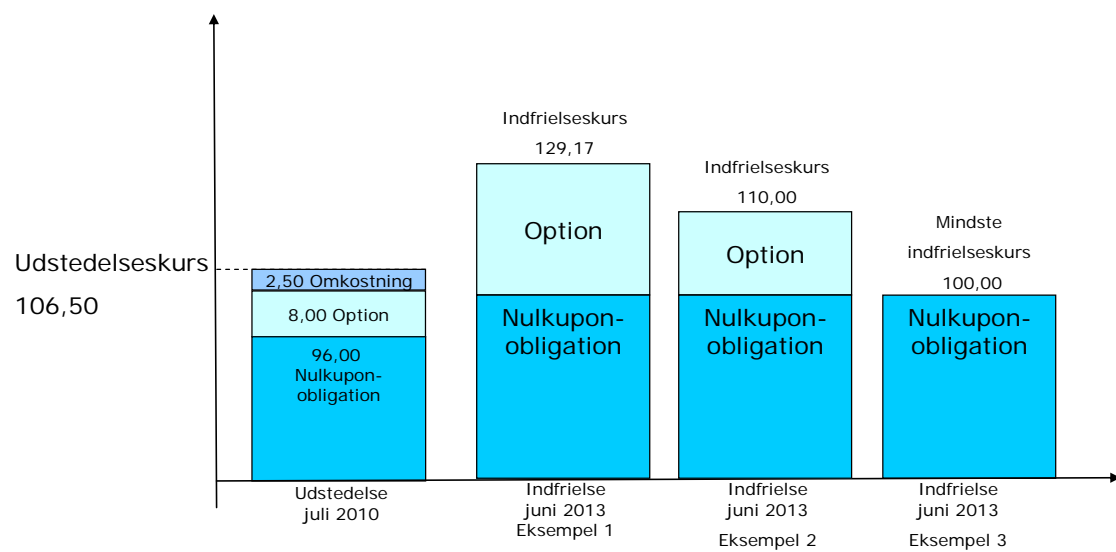 Udstedelseskurs
106,50
2,50 Omkostning
8,00 Option
96,00
Nulkupon-
obligation
Udstedelse
juli 2010
Indfrielseskurs
129,17
Option
Nulkupon-
obligation
Indfrielse
juni 2013
Eksempel 1
Indfrielseskurs
110,00
Option
Nulkupon-
obligation
Indfrielse
juni 2013
Eksempel 2
Mindste
indfrielseskurs
100,00
Nulkupon-
obligation
Indfrielse
juni 2013
Eksempel 3